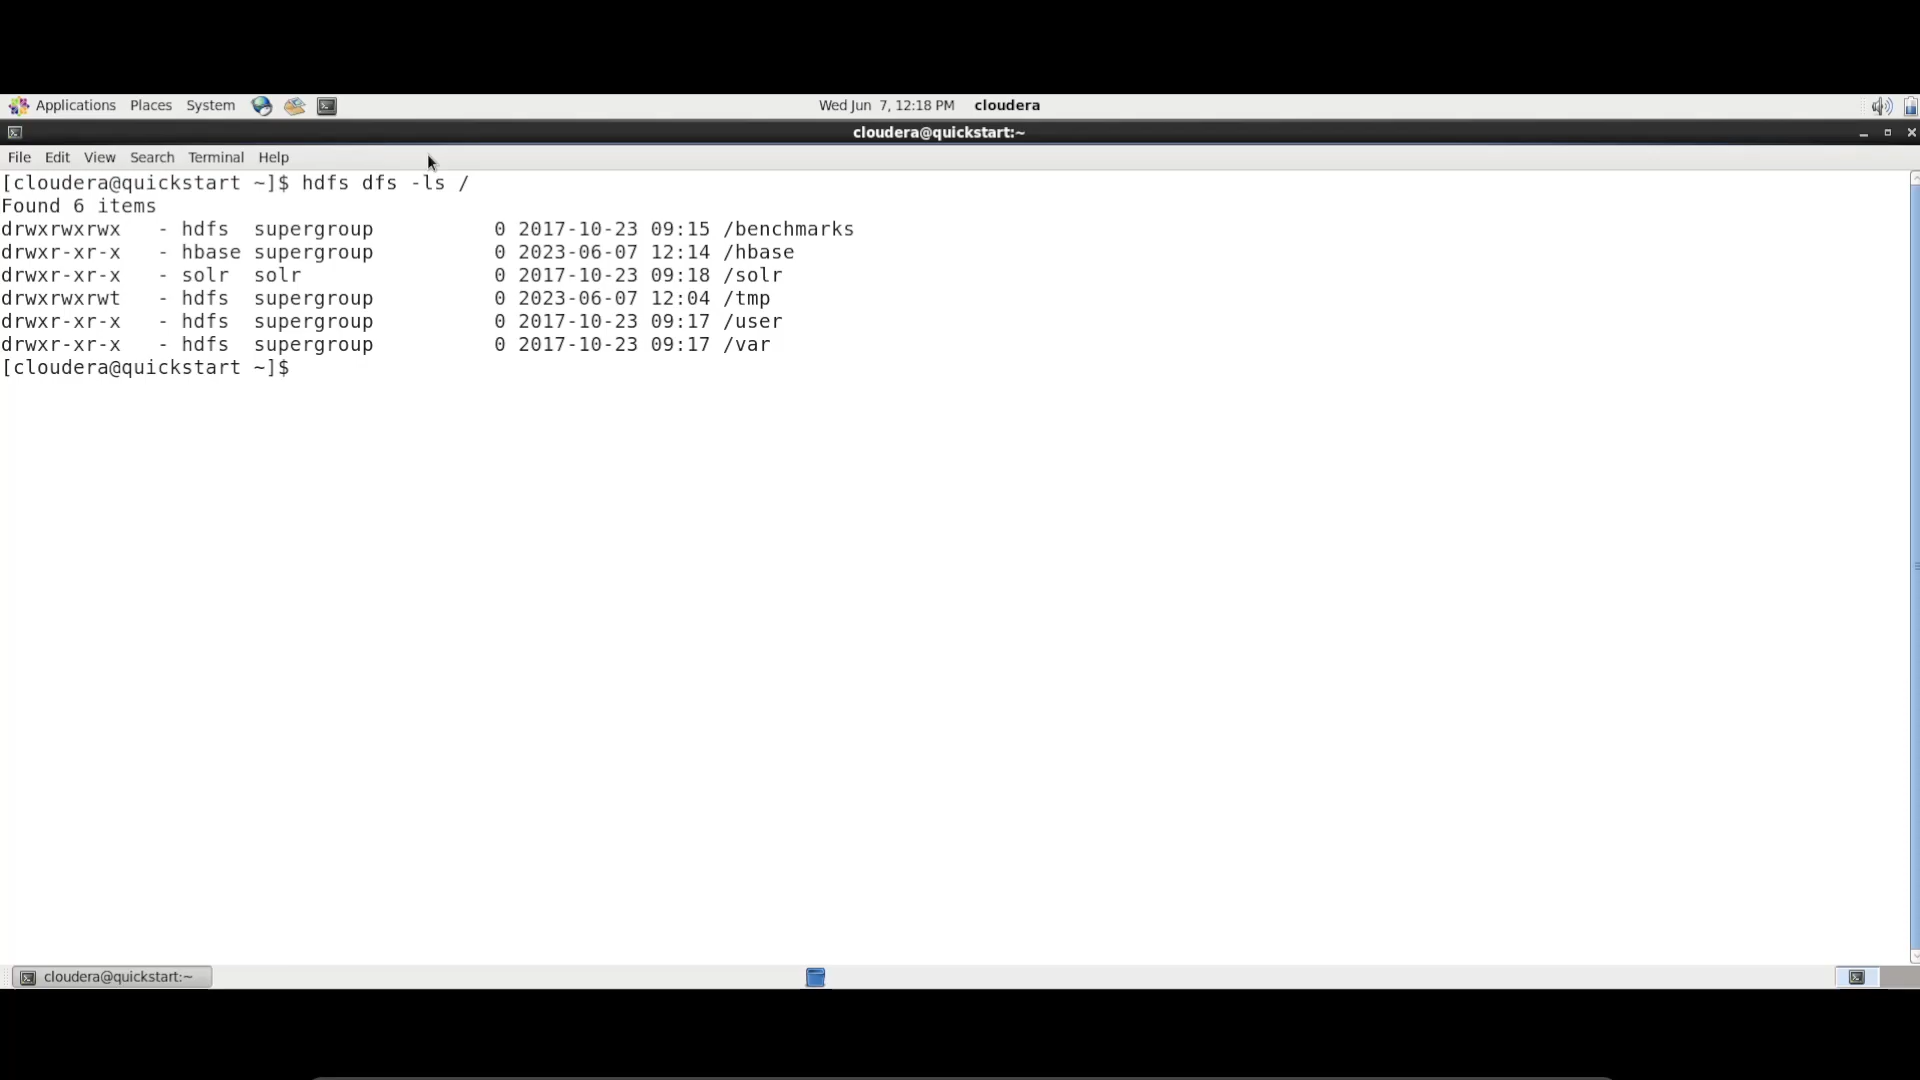 Applications Places System Wed Jun 7, 12:18 PM cloudera
cloudera@quickstart:~
File Edit View Search Terminal Help
[cloudera@quickstart ~]$ hdfs dfs -ls /
Found 6 items
drwxrwxrwx   - hdfs  supergroup          0 2017-10-23 09:15 /benchmarks
drwxr-xr-x   - hbase supergroup          0 2023-06-07 12:14 /hbase
drwxr-xr-x   - solr  solr                0 2017-10-23 09:18 /solr
drwxrwxrwt   - hdfs  supergroup          0 2023-06-07 12:04 /tmp
drwxr-xr-x   - hdfs  supergroup          0 2017-10-23 09:17 /user
drwxr-xr-x   - hdfs  supergroup          0 2017-10-23 09:17 /var
[cloudera@quickstart ~]$
cloudera@quickstart:~